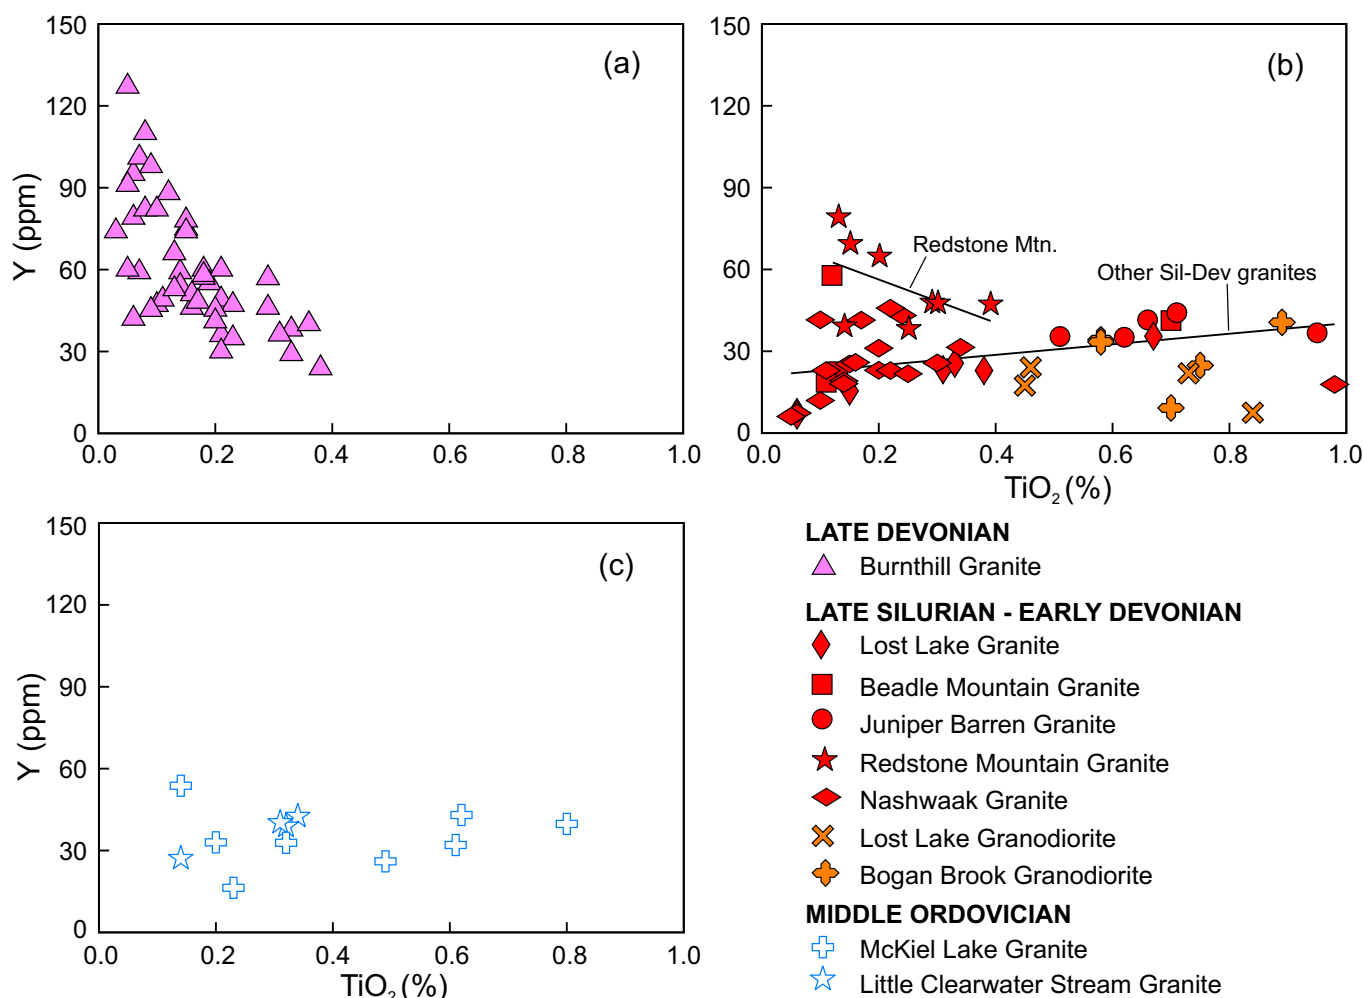 150
120
90
60
30
0
Y (ppm)
(a)
0.0 0.2 0.4 0.6 0.8 1.0
150
120
90
60
30
0
(b)
Redstone Mtn.
Other Sil-Dev granites
0.0 0.2 0.4 0.6 0.8 1.0
TiO₂ (%)
150
120
90
60
30
0
Y (ppm)
(c)
0.0 0.2 0.4 0.6 0.8 1.0
TiO₂ (%)
LATE DEVONIAN
Burnthill Granite
LATE SILURIAN - EARLY DEVONIAN
Lost Lake Granite
Beadle Mountain Granite
Juniper Barren Granite
Redstone Mountain Granite
Nashwaak Granite
Lost Lake Granodiorite
Bogan Brook Granodiorite
MIDDLE ORDOVICIAN
McKiel Lake Granite
Little Clearwater Stream Granite